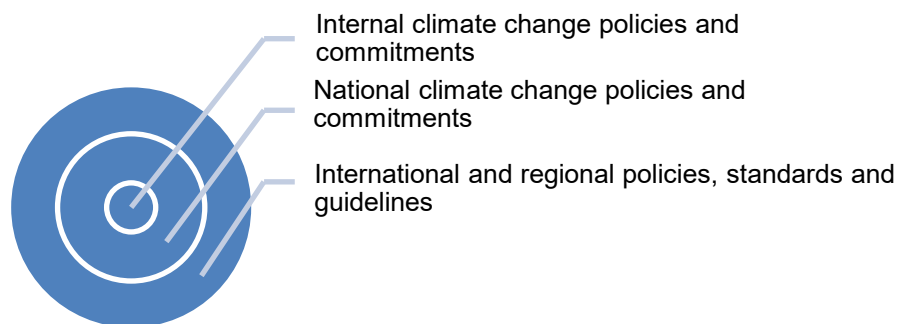 Internal climate change policies and
commitments
National climate change policies and
commitments
International and regional policies, standards and
guidelines